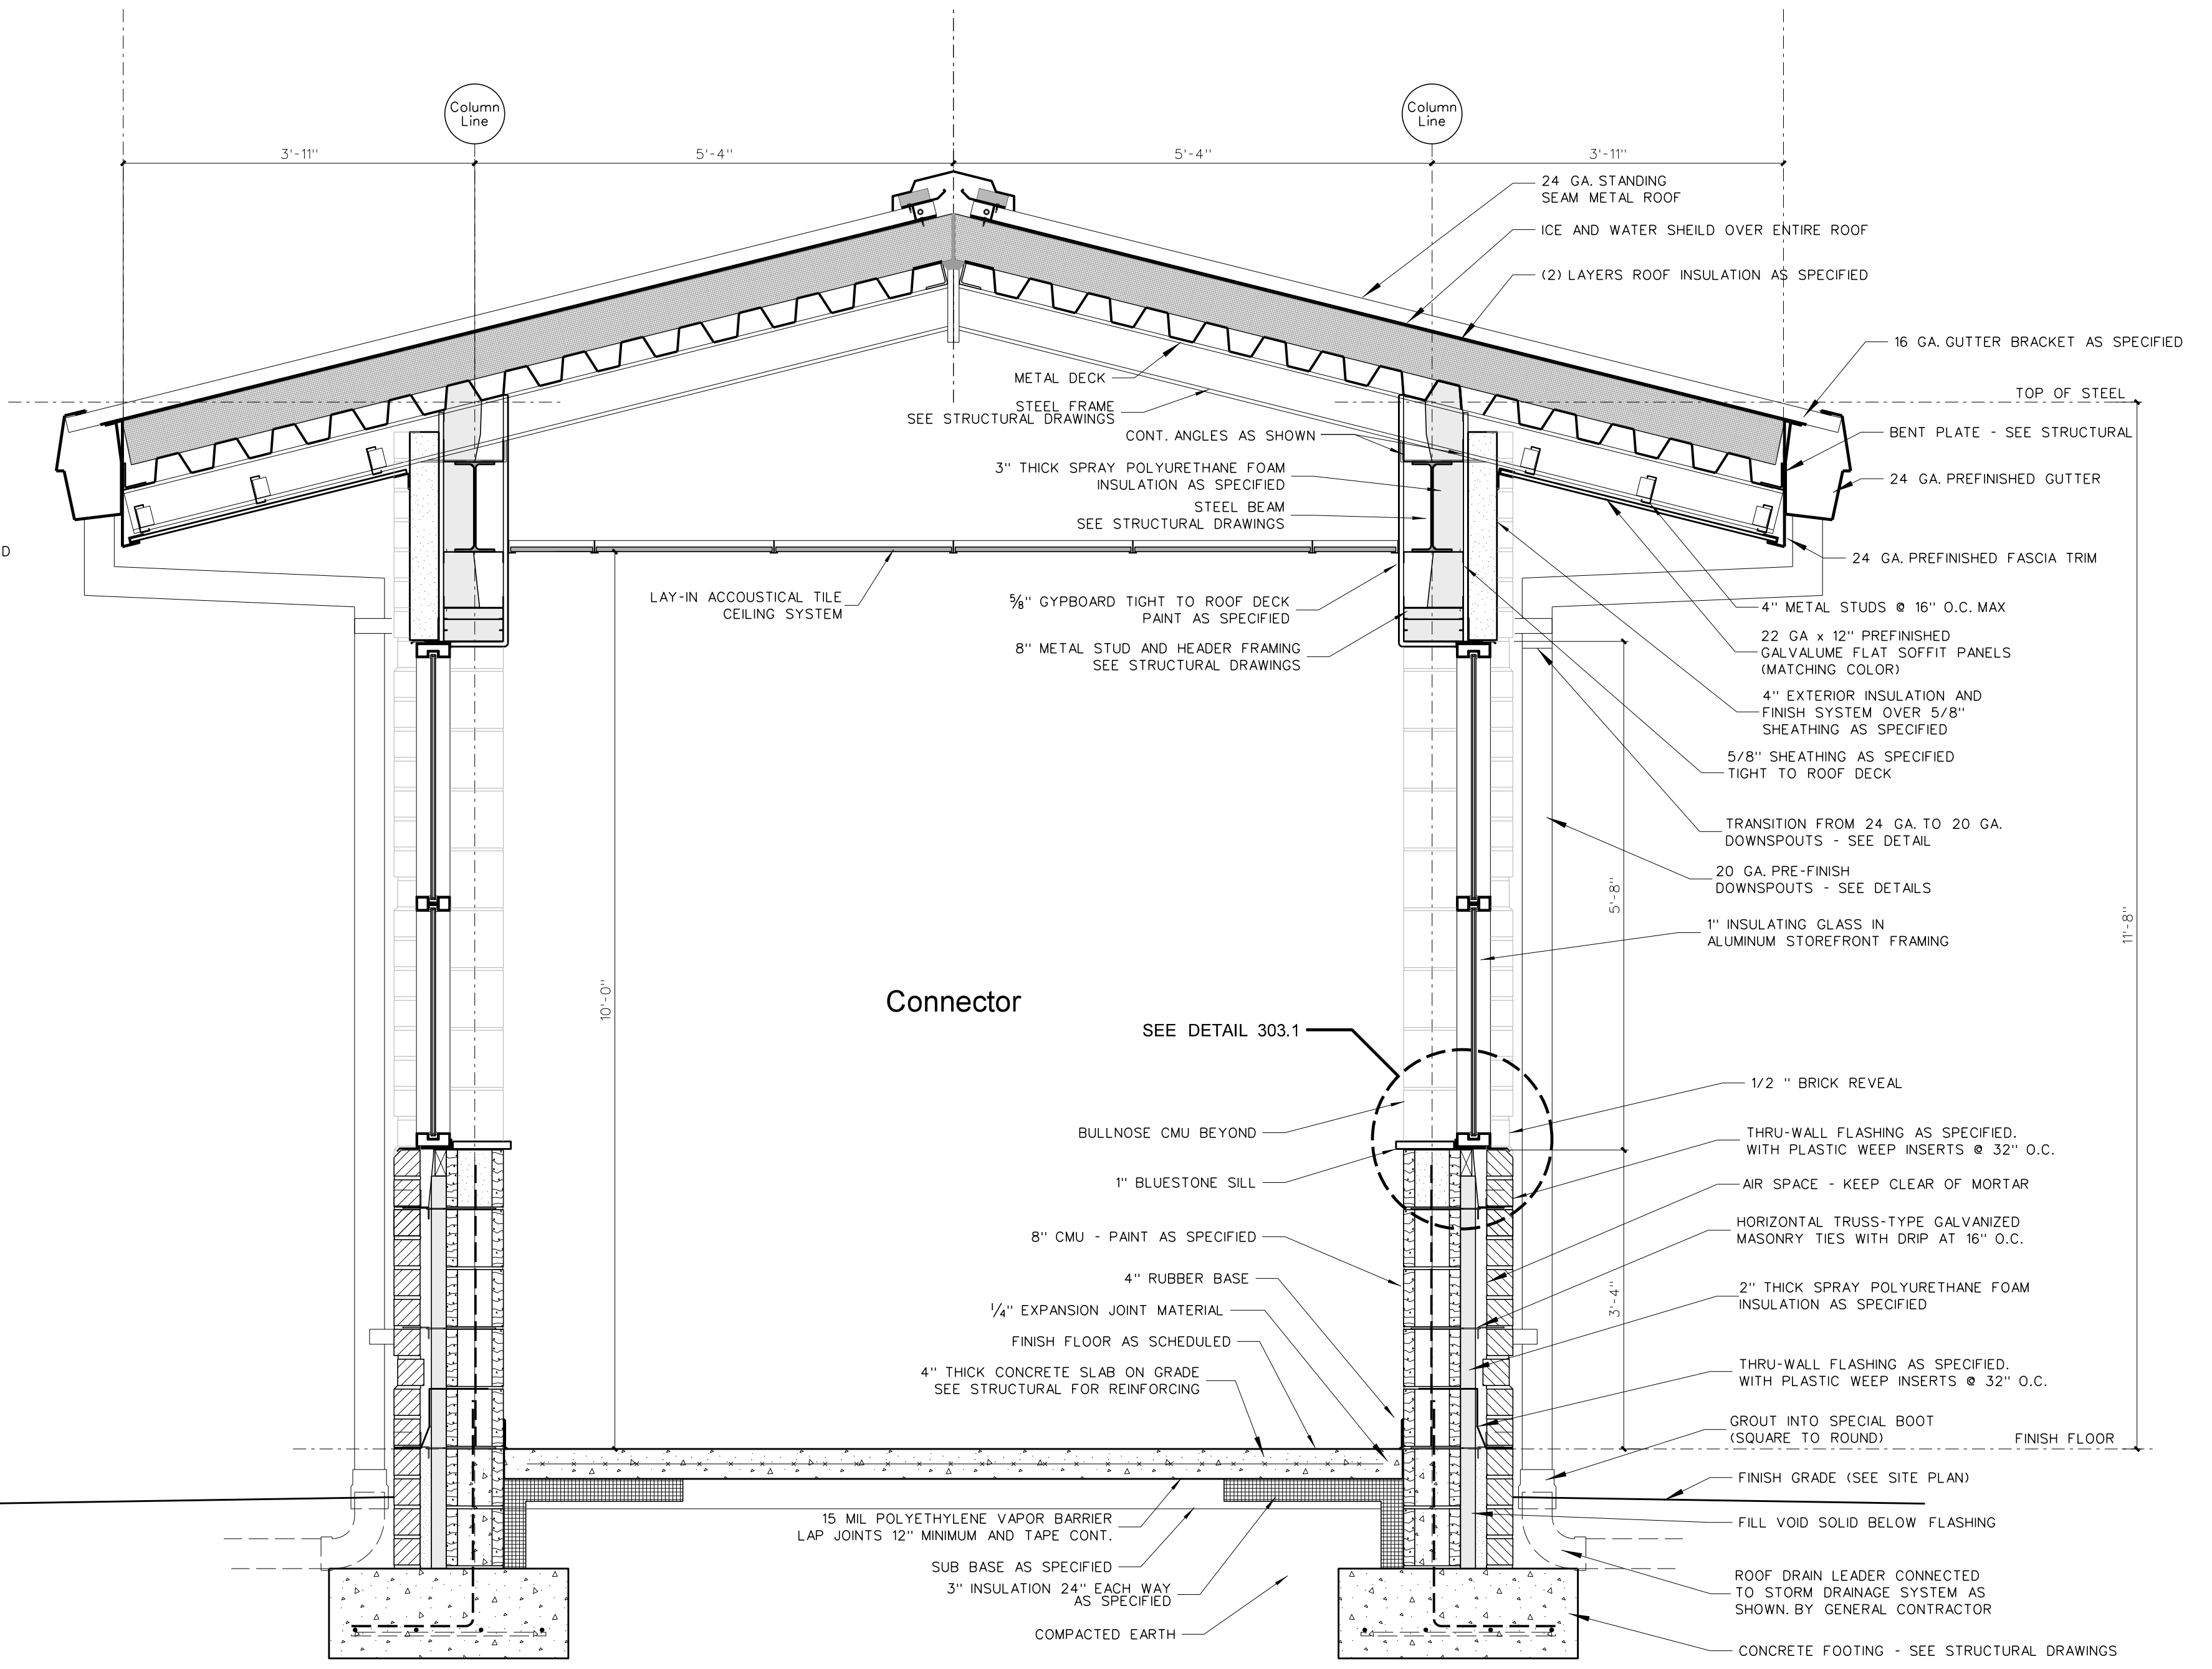 Column
Line
Column
Line
3'-11"
5'-4"
5'-4"
3'-11"
24 GA. STANDING
SEAM METAL ROOF
ICE AND WATER SHEILD OVER ENTIRE ROOF
(2) LAYERS ROOF INSULATION AS SPECIFIED
16 GA. GUTTER BRACKET AS SPECIFIED
TOP OF STEEL
BENT PLATE - SEE STRUCTURAL
24 GA. PREFINISHED GUTTER
24 GA. PREFINISHED FASCIA TRIM
4" METAL STUDS @ 16" O.C. MAX
22 GA x 12" PREFINISHED
GALVALUME FLAT SOFFIT PANELS
(MATCHING COLOR)
4" EXTERIOR INSULATION AND
FINISH SYSTEM OVER 5/8"
SHEATHING AS SPECIFIED
5/8" SHEATHING AS SPECIFIED
TIGHT TO ROOF DECK
TRANSITION FROM 24 GA. TO 20 GA.
DOWNSPOUTS - SEE DETAIL
20 GA. PRE-FINISH
DOWNSPOUTS - SEE DETAILS
1" INSULATING GLASS IN
ALUMINUM STOREFRONT FRAMING
METAL DECK
STEEL FRAME
SEE STRUCTURAL DRAWINGS
CONT. ANGLES AS SHOWN
3" THICK SPRAY POLYURETHANE FOAM
INSULATION AS SPECIFIED
STEEL BEAM
SEE STRUCTURAL DRAWINGS
D
LAY-IN ACCOUSTICAL TILE
CEILING SYSTEM
⅝" GYPBOARD TIGHT TO ROOF DECK
PAINT AS SPECIFIED
8" METAL STUD AND HEADER FRAMING
SEE STRUCTURAL DRAWINGS
5'-8"
11'-8"
10'-0"
Connector
SEE DETAIL 303.1
1/2 " BRICK REVEAL
BULLNOSE CMU BEYOND
THRU-WALL FLASHING AS SPECIFIED.
WITH PLASTIC WEEP INSERTS @ 32" O.C.
1" BLUESTONE SILL
AIR SPACE - KEEP CLEAR OF MORTAR
8" CMU - PAINT AS SPECIFIED
HORIZONTAL TRUSS-TYPE GALVANIZED
MASONRY TIES WITH DRIP AT 16" O.C.
4" RUBBER BASE
3'-4"
2" THICK SPRAY POLYURETHANE FOAM
INSULATION AS SPECIFIED
¼" EXPANSION JOINT MATERIAL
FINISH FLOOR AS SCHEDULED
4" THICK CONCRETE SLAB ON GRADE
SEE STRUCTURAL FOR REINFORCING
THRU-WALL FLASHING AS SPECIFIED.
WITH PLASTIC WEEP INSERTS @ 32" O.C.
GROUT INTO SPECIAL BOOT
(SQUARE TO ROUND)
FINISH FLOOR
FINISH GRADE (SEE SITE PLAN)
15 MIL POLYETHYLENE VAPOR BARRIER
LAP JOINTS 12" MINIMUM AND TAPE CONT.
FILL VOID SOLID BELOW FLASHING
SUB BASE AS SPECIFIED
3" INSULATION 24" EACH WAY
AS SPECIFIED
ROOF DRAIN LEADER CONNECTED
TO STORM DRAINAGE SYSTEM AS
SHOWN. BY GENERAL CONTRACTOR
COMPACTED EARTH
CONCRETE FOOTING - SEE STRUCTURAL DRAWINGS